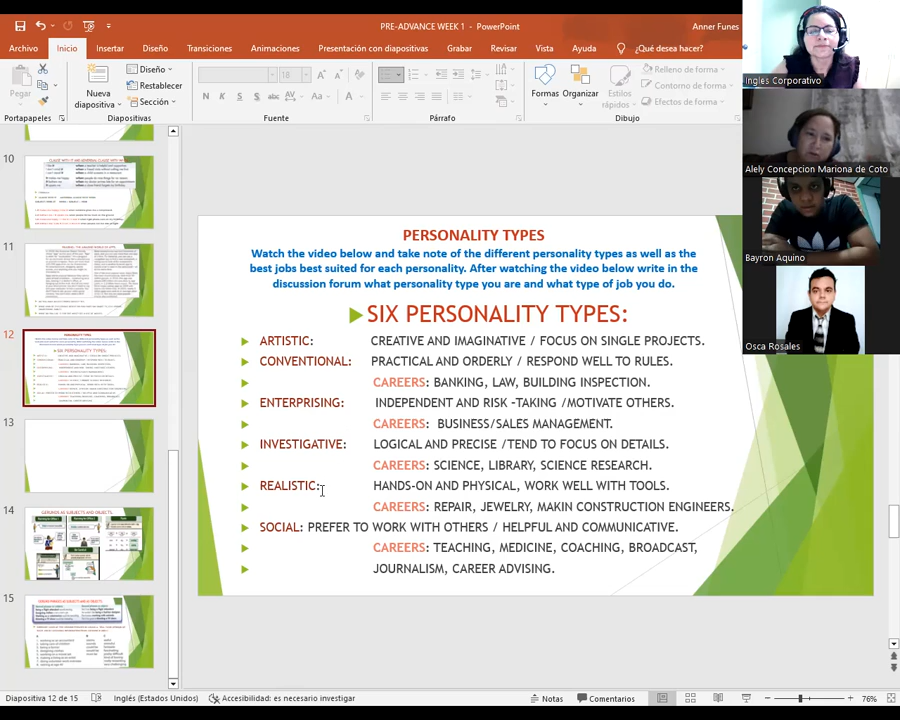 PRE-ADVANCE WEEK 1 - PowerPoint
Anner Funes
Archivo Inicio Insertar Diseño Transiciones Animaciones Presentación con diapositivas Grabar Revisar Vista Ayuda ¿Qué desea hacer?
Pegar
Nueva diapositiva
Diseño
Restablecer
Sección
18
N K S S abc AV Aa A
Formas
Organizar
Estilos rápidos
Relleno de forma
Contorno de forma
Efectos de forma
Portapapeles Diapositivas Fuente Párrafo Dibujo
Ingles Corporativo
Alely Concepcion Mariona de Coto
Bayron Aquino
Osca Rosales
10
11
12
13
14
15
PERSONALITY TYPES
Watch the video below and take note of the different personality types as well as the
best jobs best suited for each personality. After watching the video below write in the
discussion forum what personality type you are and what type of job you do.
SIX PERSONALITY TYPES:
ARTISTIC: CREATIVE AND IMAGINATIVE / FOCUS ON SINGLE PROJECTS.
CONVENTIONAL: PRACTICAL AND ORDERLY / RESPOND WELL TO RULES.
CAREERS: BANKING, LAW, BUILDING INSPECTION.
ENTERPRISING: INDEPENDENT AND RISK -TAKING /MOTIVATE OTHERS.
CAREERS: BUSINESS/SALES MANAGEMENT.
INVESTIGATIVE: LOGICAL AND PRECISE /TEND TO FOCUS ON DETAILS.
CAREERS: SCIENCE, LIBRARY, SCIENCE RESEARCH.
REALISTIC: HANDS-ON AND PHYSICAL, WORK WELL WITH TOOLS.
CAREERS: REPAIR, JEWELRY, MAKIN CONSTRUCTION ENGINEERS.
SOCIAL: PREFER TO WORK WITH OTHERS / HELPFUL AND COMMUNICATIVE.
CAREERS: TEACHING, MEDICINE, COACHING, BROADCAST,
JOURNALISM, CAREER ADVISING.
Diapositiva 12 de 15 Inglés (Estados Unidos) Accesibilidad: es necesario investigar Notas Comentarios 76%